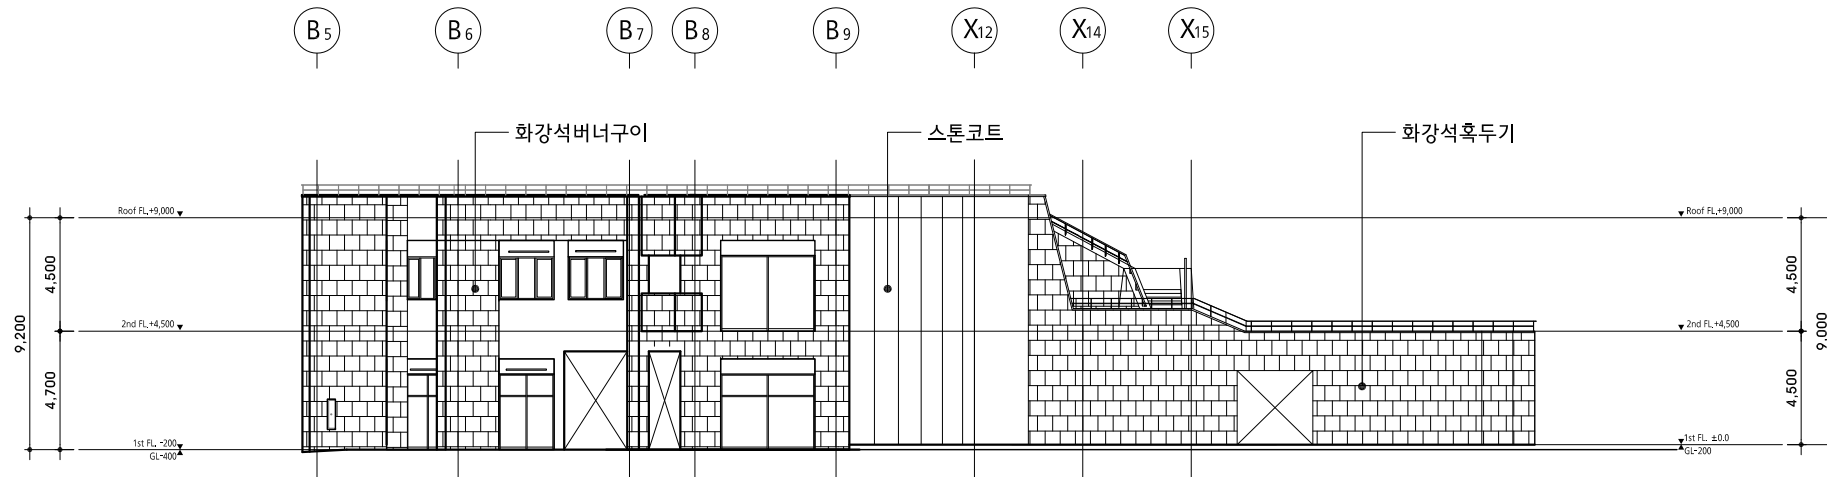 B5 B6 B7 B8 B9 X12 X14 X15
화강석버너구이 스톤코트 화강석혹두기
Roof FL.+9,000 Roof FL.+9,000
4,500 4,500
9,200 9.000
2nd FL.+4,500 2nd FL.+4,500
4,700 4,500
1st FL. -200 1st FL. ±0.0
GL-400 GL-200